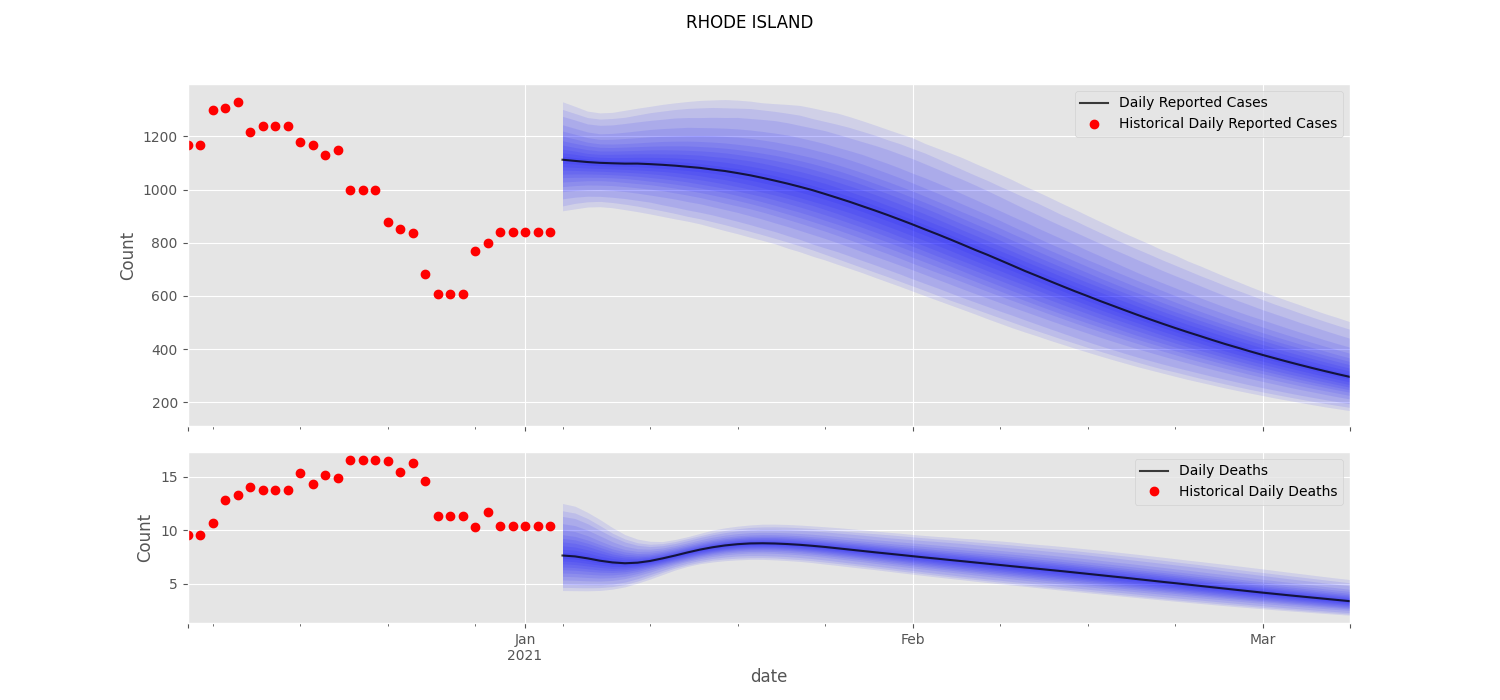 RHODE ISLAND
Daily Reported Cases
Historical Daily Reported Cases
Count
1200
1000
800
600
400
200
Daily Deaths
Historical Daily Deaths
Count
15
10
5
Jan
2021
Feb
Mar
date